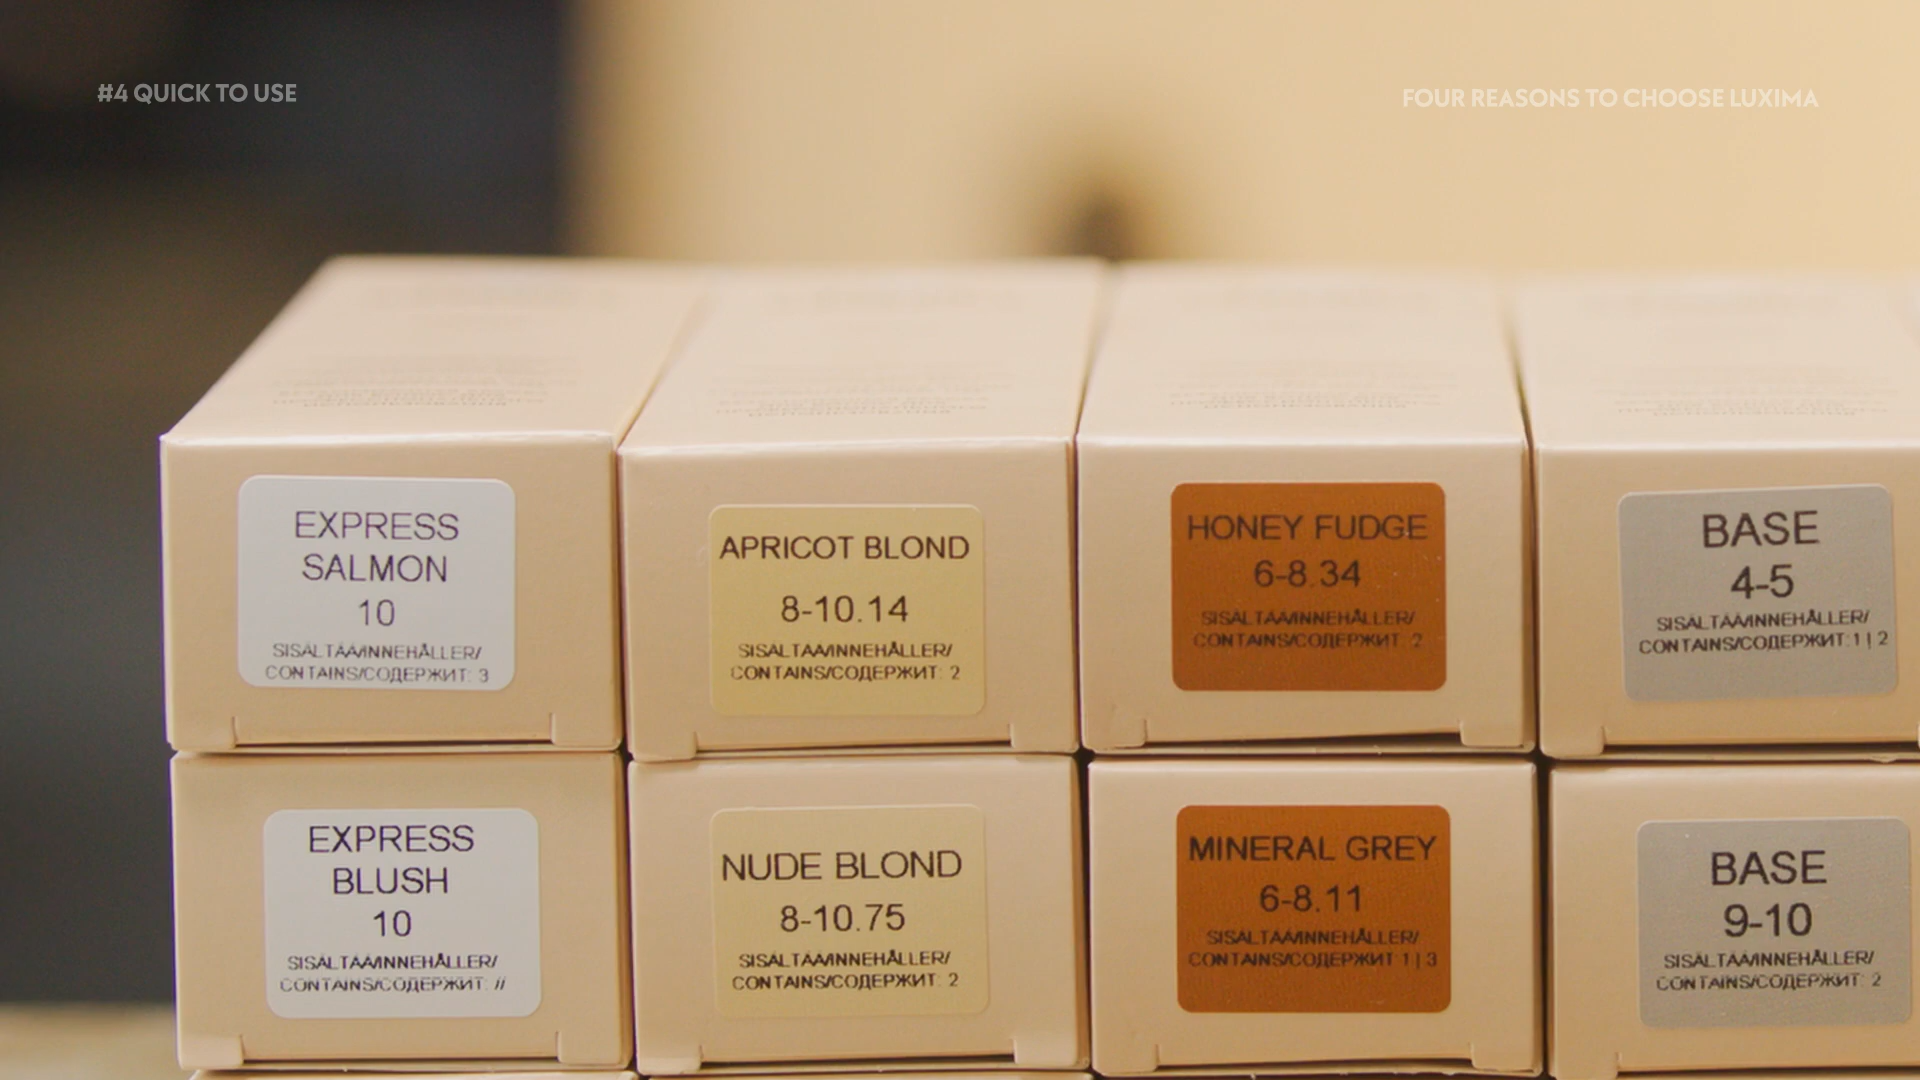 #4 QUICK TO USE
FOUR REASONS TO CHOOSE LUXIMA
EXPRESS
SALMON
10
SISÄLTÄÄ/INNEHÅLLER/
CONTAINS/СОДЕРЖИТ: 3
APRICOT BLOND
8-10.14
SISÄLTÄÄ/INNEHÅLLER/
CONTAINS/СОДЕРЖИТ: 2
HONEY FUDGE
6-8.34
SISÄLTÄÄ/INNEHÅLLER/
CONTAINS/СОДЕРЖИТ: 2
BASE
4-5
SISÄLTÄÄ/INNEHÅLLER/
CONTAINS/СОДЕРЖИТ: 1 | 2
EXPRESS
BLUSH
10
SISÄLTÄÄ/INNEHÅLLER/
CONTAINS/СОДЕРЖИТ: //
NUDE BLOND
8-10.75
SISÄLTÄÄ/INNEHÅLLER/
CONTAINS/СОДЕРЖИТ: 2
MINERAL GREY
6-8.11
SISÄLTÄÄ/INNEHÅLLER/
CONTAINS/СОДЕРЖИТ: 1 | 3
BASE
9-10
SISÄLTÄÄ/INNEHÅLLER/
CONTAINS/СОДЕРЖИТ: 2